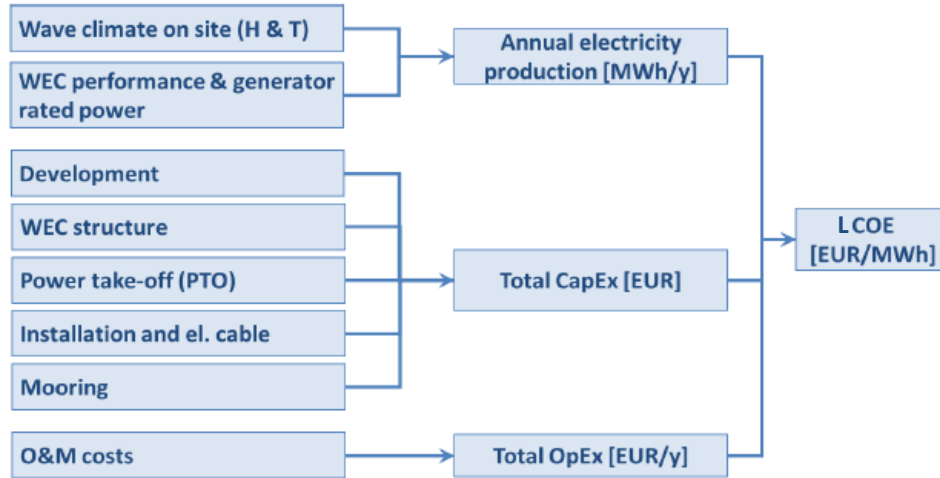 Wave climate on site (H & T)
WEC performance & generator
rated power
Annual electricity
production [MWh/y]
Development
WEC structure
Power take-off (PTO)
Installation and el. cable
Mooring
Total CapEx [EUR]
O&M costs
Total OpEx [EUR/y]
LCOE
[EUR/MWh]